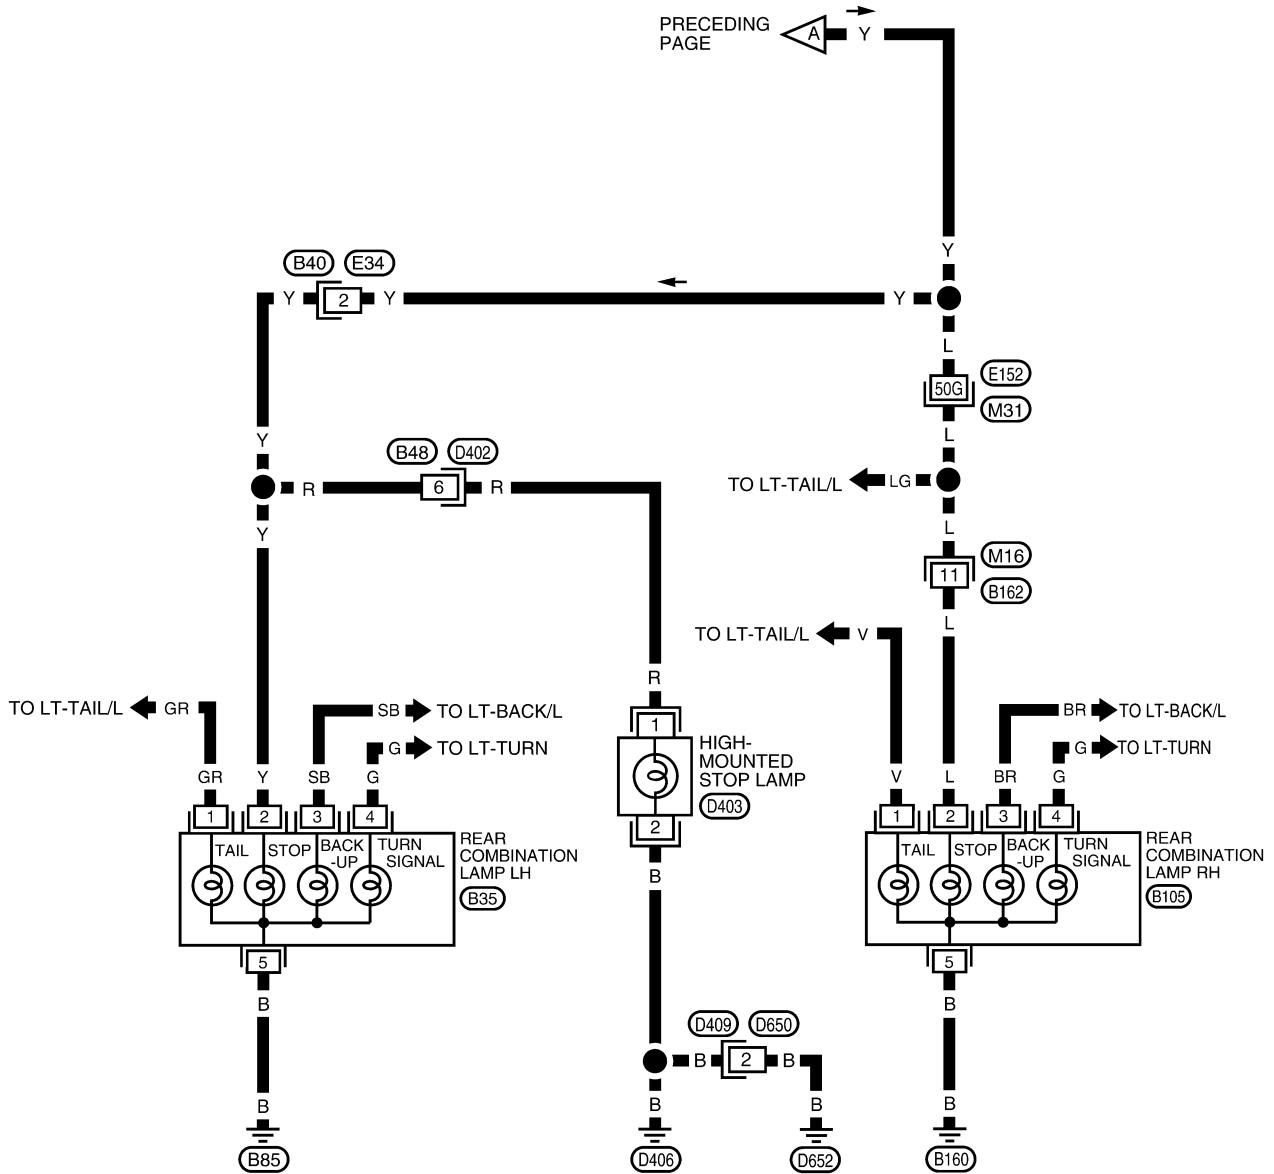 PRECEDING
PAGE
A
Y
Y
B40
E34
Y
2
Y
Y
L
50G
E152
M31
L
Y
B48
D402
R
6
R
TO LT-TAIL/L
LG
Y
L
11
M16
B162
L
TO LT-TAIL/L
V
R
TO LT-TAIL/L
GR
SB
TO LT-BACK/L
G
TO LT-TURN
BR
TO LT-BACK/L
G
TO LT-TURN
1
HIGH-
MOUNTED
STOP LAMP
D403
2
GR
Y
SB
G
V
L
BR
G
1
2
3
4
TAIL
STOP
BACK
-UP
TURN
SIGNAL
REAR
COMBINATION
LAMP LH
B35
5
1
2
3
4
TAIL
STOP
BACK
-UP
TURN
SIGNAL
REAR
COMBINATION
LAMP RH
B105
5
B
B
B
D409
D650
B
2
B
B
B
B
B
B85
D406
D652
B160